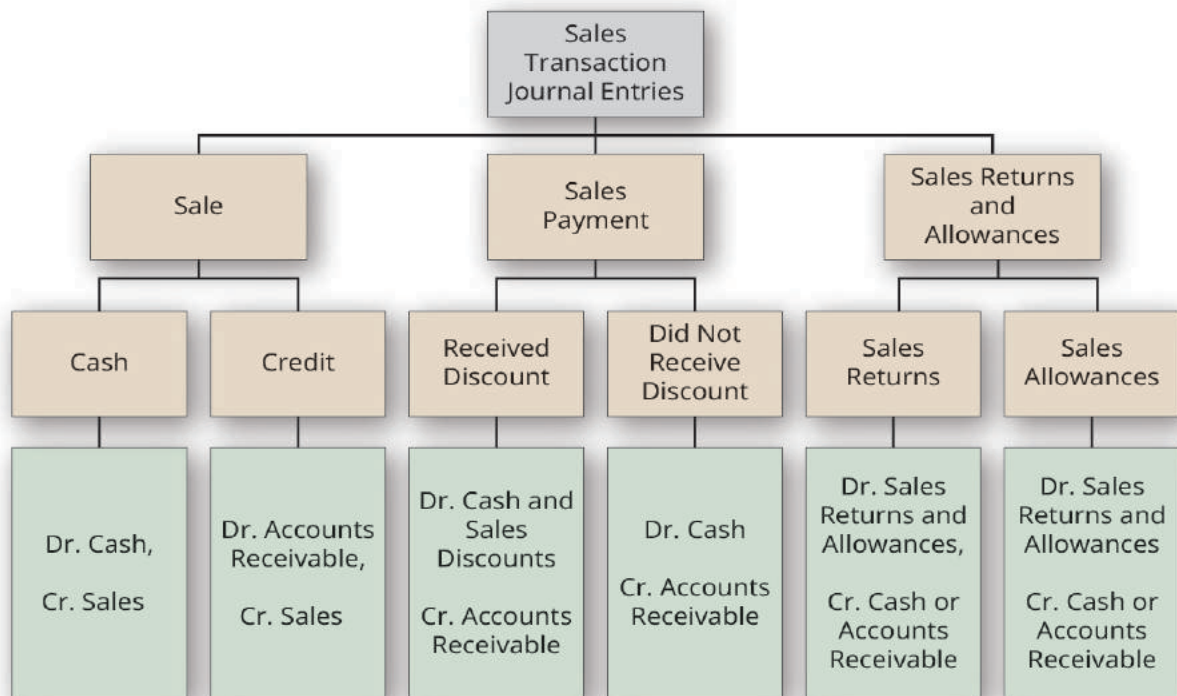 Sales
Transaction
Journal Entries
Sale
Sales
Payment
Sales Returns
and
Allowances
Cash
Credit
Received
Discount
Did Not
Receive
Discount
Sales
Returns
Sales
Allowances
Dr. Cash,
Cr. Sales
Dr. Accounts
Receivable,
Cr. Sales
Dr. Cash and
Sales
Discounts
Cr. Accounts
Receivable
Dr. Cash
Cr. Accounts
Receivable
Dr. Sales
Returns and
Allowances,
Cr. Cash or
Accounts
Receivable
Dr. Sales
Returns and
Allowances
Cr. Cash or
Accounts
Receivable